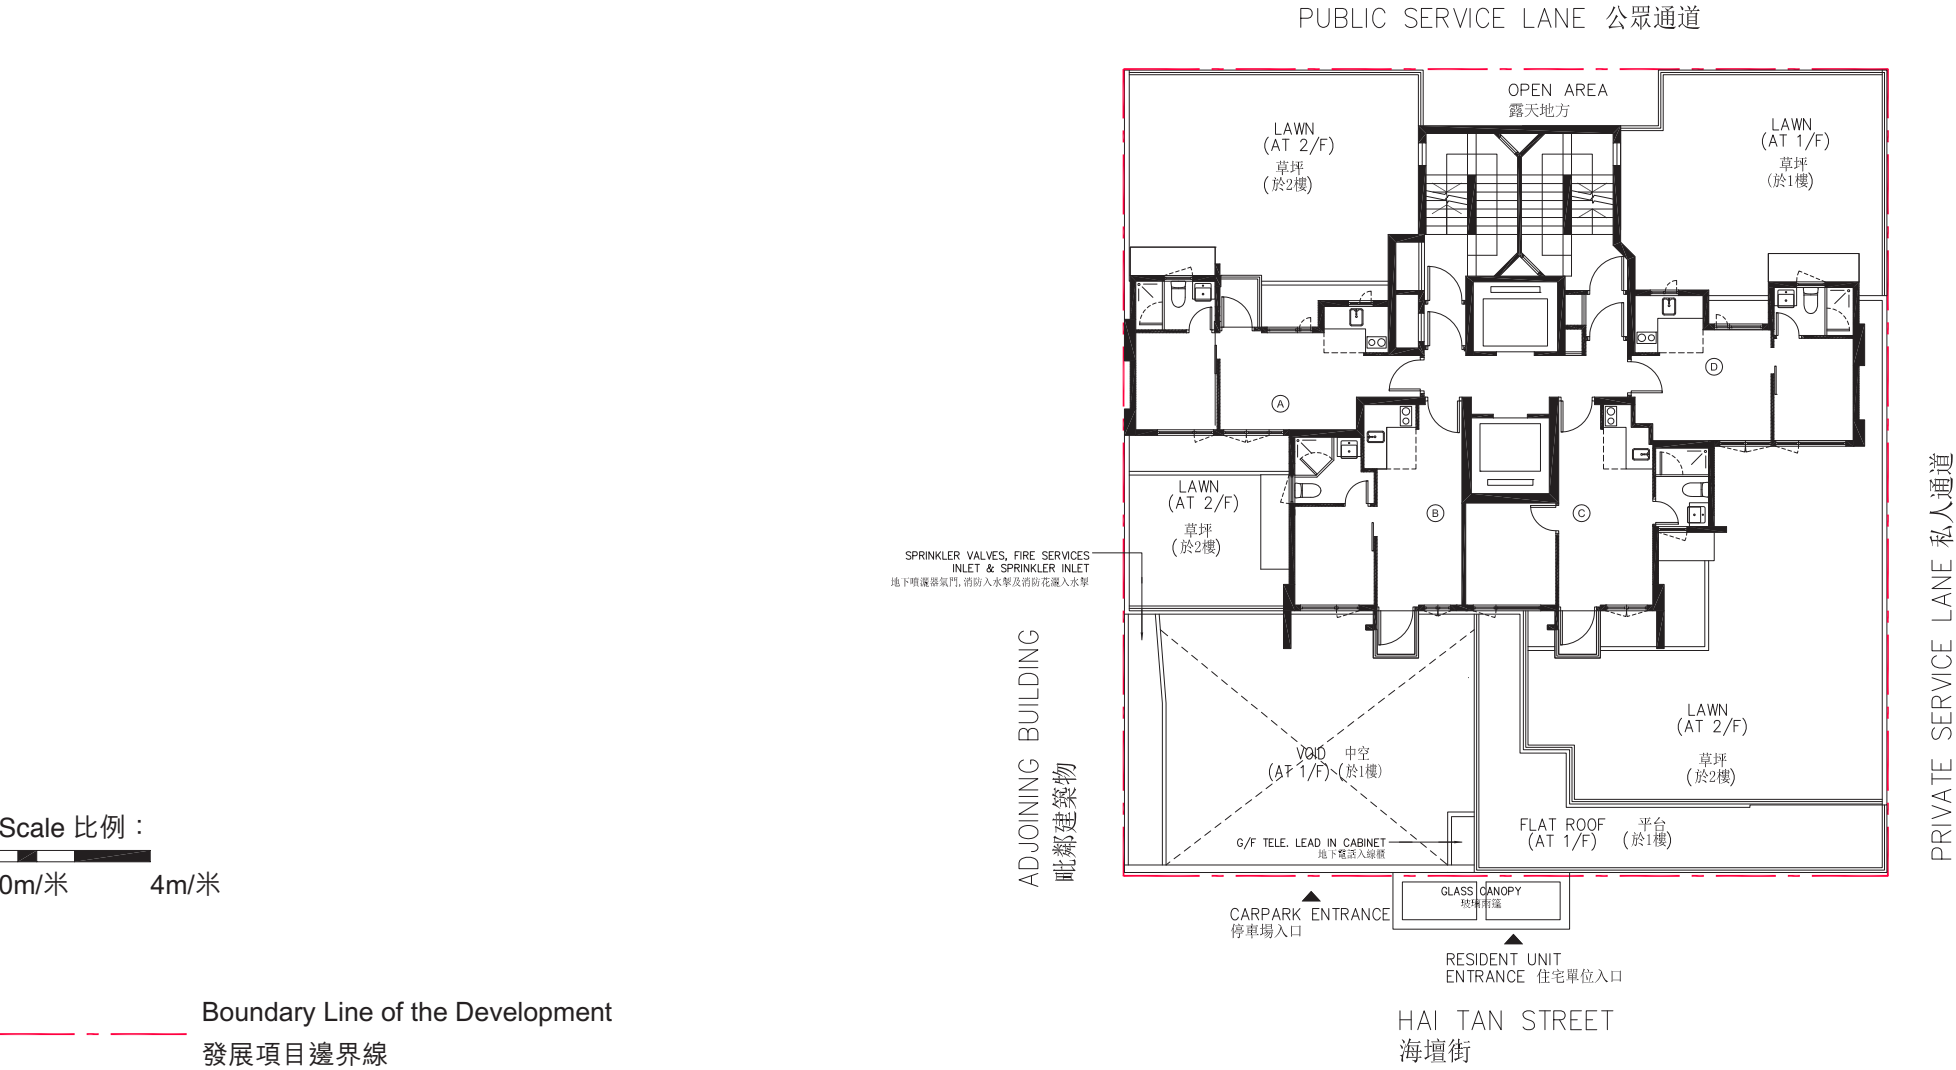 PUBLIC SERVICE LANE 公眾通道
OPEN AREA
露天地方
LAWN
(AT 2/F)
草坪
(於2樓)
LAWN
(AT 1/F)
草坪
(於1樓)
A
D
B
C
LAWN
(AT 2/F)
草坪
(於2樓)
SPRINKLER VALVES, FIRE SERVICES
INLET & SPRINKLER INLET
地下噴灑器氣門, 消防入水掣及消防花灑入水掣
ADJOINING BUILDING
毗鄰建築物
PRIVATE SERVICE LANE 私人通道
LAWN
(AT 2/F)
草坪
(於2樓)
VOID 中空
(AT 1/F) (於1樓)
FLAT ROOF 平台
(AT 1/F) (於1樓)
G/F TELE. LEAD IN CABINET
地下電話入線櫃
GLASS CANOPY
玻璃雨篷
CARPARK ENTRANCE
停車場入口
RESIDENT UNIT
ENTRANCE 住宅單位入口
HAI TAN STREET
海壇街
Scale 比例：
0m/米 4m/米
Boundary Line of the Development
發展項目邊界線